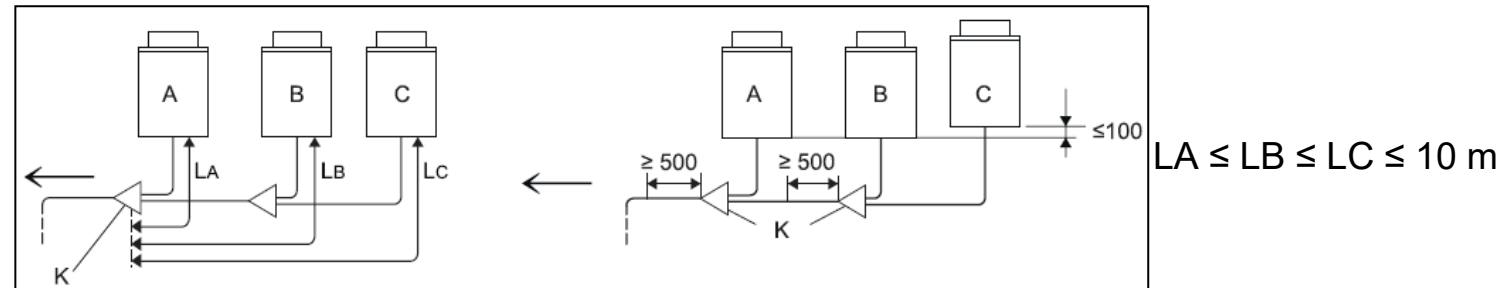 A B C
LA LB LC
K
A B C
≤100
≥ 500 ≥ 500
K
LA ≤ LB ≤ LC ≤ 10 m